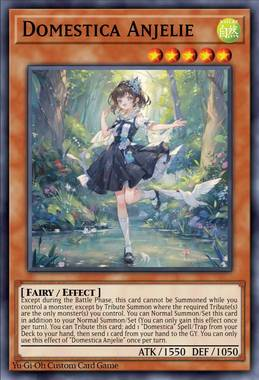 Domestica Anjelie
自然
[ Fairy / Effect ]
Except during the Battle Phase, this card cannot be Summoned while you
control a monster, except by Tribute Summon where the required Tribute(s)
are the only monster(s) you control. You can Normal Summon/Set this card
in addition to your Normal Summon/Set (You can only gain this effect once
per turn). You can Tribute this card; add 1 "Domestica" Spell/Trap from your
Deck to your hand, then send 1 card from your hand to the GY. You can only
use this effect of "Domestica Anjelie" once per turn.
ATK / 1550 DEF / 1050
Yu-Gi-Oh Custom Card Game